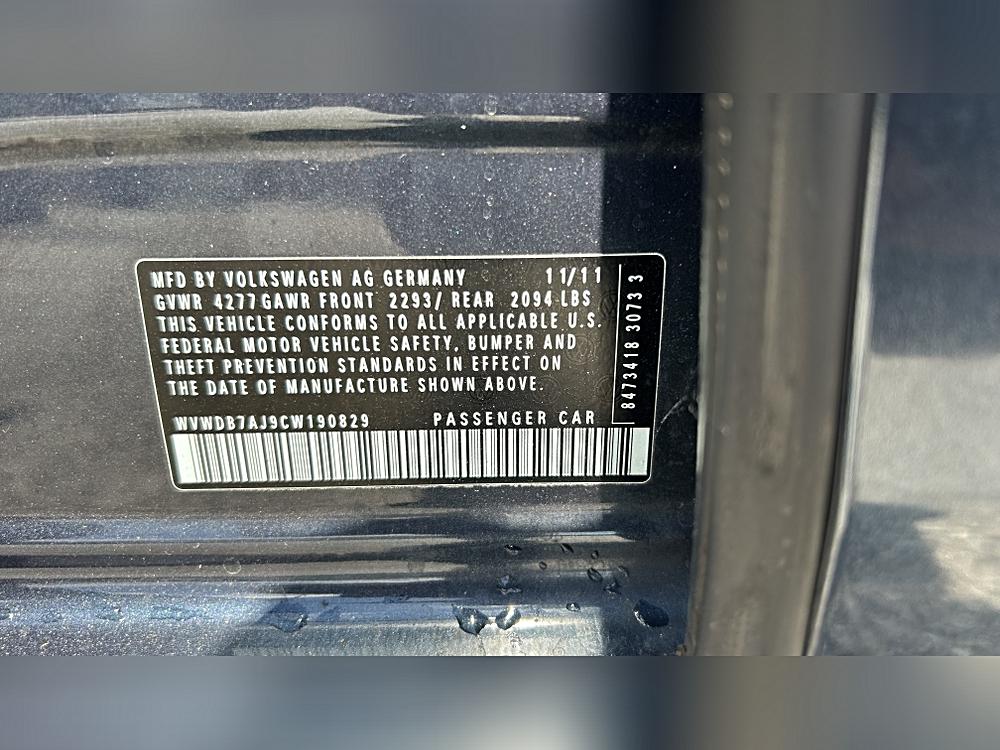 MFD BY VOLKSWAGEN AG GERMANY 11/11
GVWR 4277 GAWR FRONT 2293/ REAR 2094 LBS
THIS VEHICLE CONFORMS TO ALL APPLICABLE U.S.
FEDERAL MOTOR VEHICLE SAFETY, BUMPER AND
THEFT PREVENTION STANDARDS IN EFFECT ON
THE DATE OF MANUFACTURE SHOWN ABOVE.
WVWDB7AJ9CW190829 PASSENGER CAR
8473418 3073 3